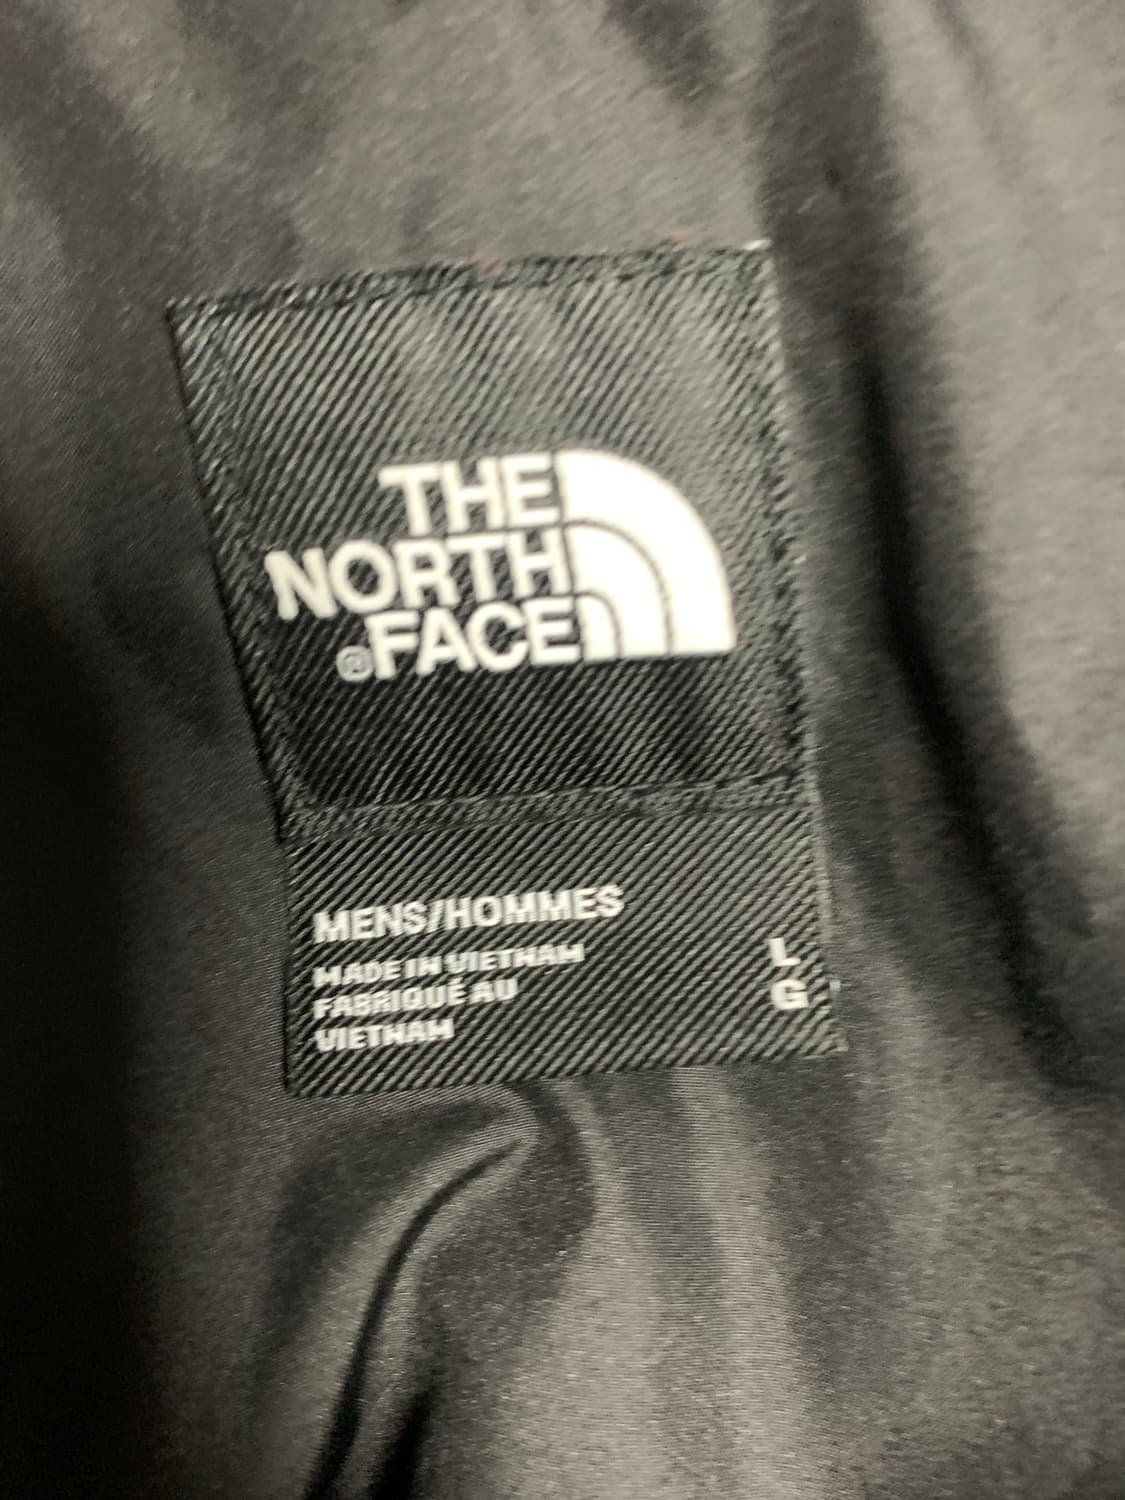 THE
NORTH
®FACE
MENS/HOMMES
MADE IN VIETNAM
FABRIQUÉ AU
VIETNAM
L
G